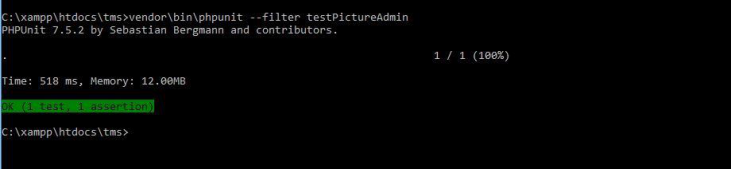 C:\xampp\htdocs\tms>vendor\bin\phpunit --filter testPictureAdmin
PHPUnit 7.5.2 by Sebastian Bergmann and contributors.
. 1 / 1 (100%)
Time: 518 ms, Memory: 12.00MB
OK (1 test, 1 assertion)
C:\xampp\htdocs\tms>